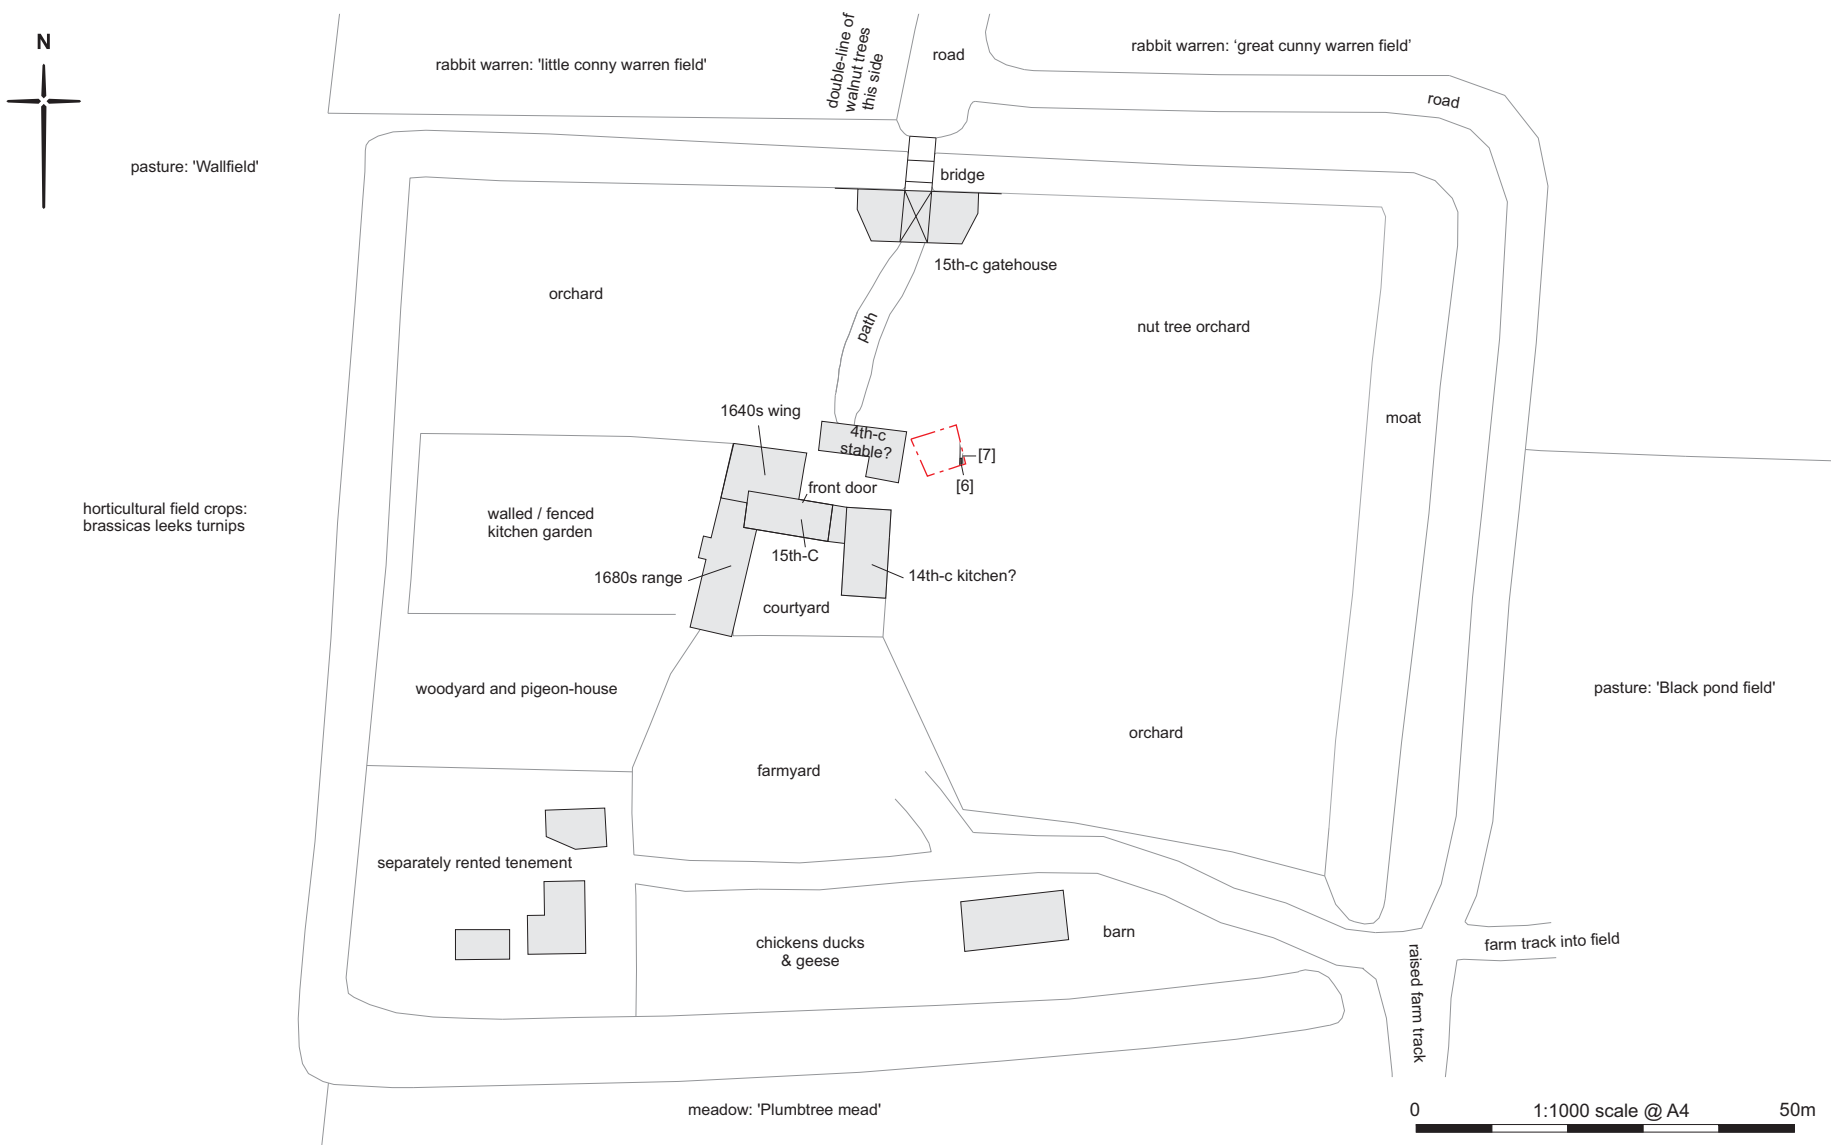 N
rabbit warren: 'little conny warren field'
double-line of
walnut trees
this side
road
rabbit warren: ‘great cunny warren field’
road
pasture: 'Wallfield'
bridge
15th-c gatehouse
orchard
path
nut tree orchard
1640s wing
4th-c
stable?
moat
[7]
[6]
front door
horticultural field crops:
brassicas leeks turnips
walled / fenced
kitchen garden
15th-C
1680s range
14th-c kitchen?
courtyard
woodyard and pigeon-house
pasture: 'Black pond field'
orchard
farmyard
separately rented tenement
chickens ducks
& geese
barn
farm track into field
raised farm track
meadow: 'Plumbtree mead'
0 1:1000 scale @ A4 50m